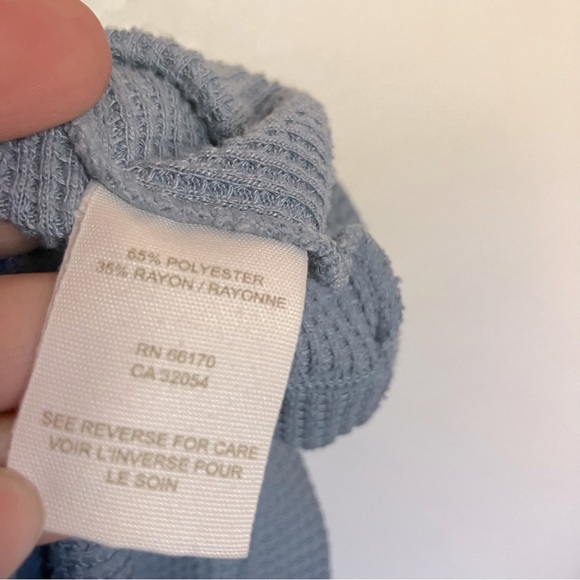 65% POLYESTER
35% RAYON / RAYONNE
RN 66170
CA 32054
SEE REVERSE FOR CARE
VOIR L'INVERSE POUR
LE SOIN